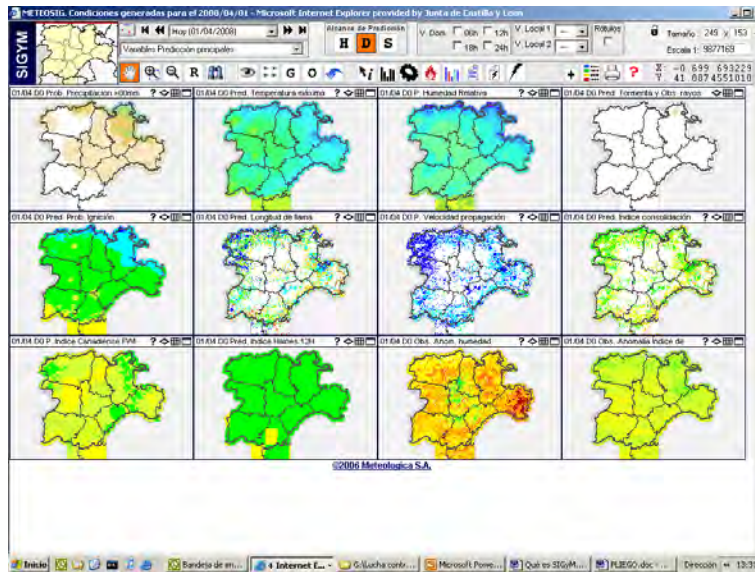 METEOSIG. Condiciones generadas para el 2008/04/01 - Microsoft Internet Explorer provided by Junta de Castilla y Leon
SIGYM
Hoy (01/04/2008)
Variables Predicción principales
Alcance de Predicción
H D S
V. Dom. 06h 12h
18h 24h
V. Local 1
V. Local 2
Rótulos
Tamaño 249 x 153
Escala 1: 9877169
R
G O
X: -0 699 693229
Y: 41 0874551018
01/04 D0 Prob. Precipitación +00mm
01/04 D0 Pred. Temperatura máxima
01/04 D0 P. Humedad Relativa
01/04 D0 Pred. Tormenta y Obs. rayos
01/04 D0 Pred. Prob. Ignición
01/04 D0 Pred. Longitud de llama
01/04 D0 P. Velocidad propagación
01/04 D0 Pred. Índice consolidación
01/04 D0 P. Índice Canadiense FWI
01/04 D0 Pred. Índice Haines 12H
01/04 D0 Obs. Anom. humedad
01/04 D0 Obs. Anomalía Índice de
©2006 Meteologica S.A.
Inicio
Bandeja de en...
4 Internet E...
G:\Lucha contr...
Microsoft Powe...
Qué es SIGyM...
PLIEGO.doc - ...
Dirección